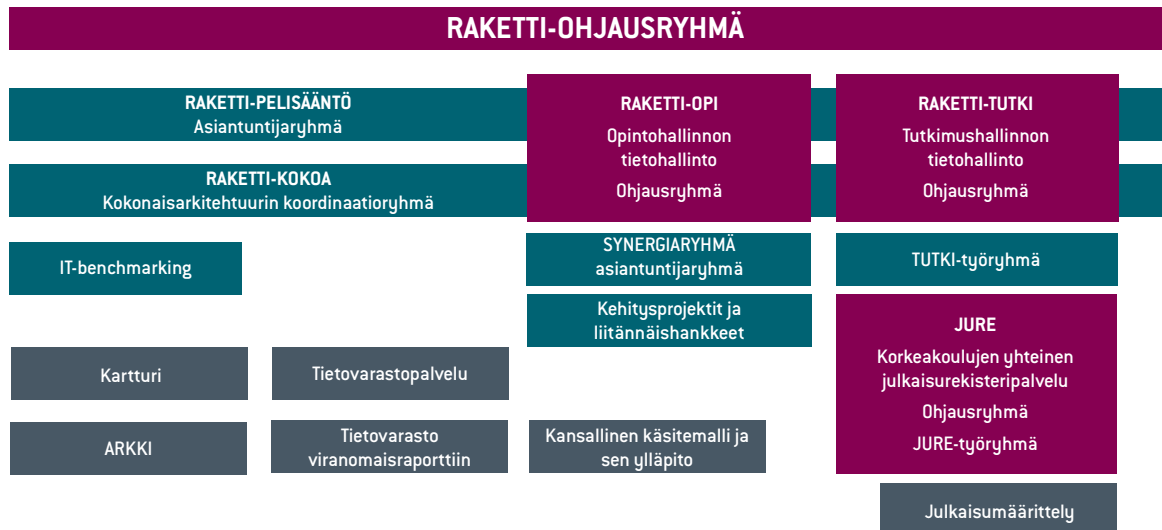 RAKETTI-OHJAUSRYHMÄ
RAKETTI-PELISÄÄNTÖ
Asiantuntijaryhmä
RAKETTI-KOKOA
Kokonaisarkitehtuurin koordinaatioryhmä
IT-benchmarking
RAKETTI-OPI
Opintohallinnon
tietohallinto
Ohjausryhmä
RAKETTI-TUTKI
Tutkimushallinnon
tietohallinto
Ohjausryhmä
SYNERGIARYHMÄ
asiantuntijaryhmä
TUTKI-työryhmä
Kehitysprojektit ja
liitännäishankkeet
JURE
Korkeakoulujen yhteinen
julkaisurekisteripalvelu
Ohjausryhmä
JURE-työryhmä
Kartturi
Tietovarastopalvelu
ARKKI
Tietovarasto
viranomaisraporttiin
Kansallinen käsitemalli ja
sen ylläpito
Julkaisumäärittely